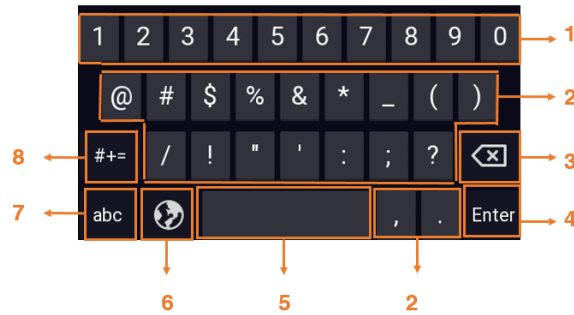 1 2 3 4 5 6 7 8 9 0 1
@ # $ % & * _ ( ) 2
8 #+= / ! " ' : ; ? 3
7 abc , . Enter 4
6 5 2